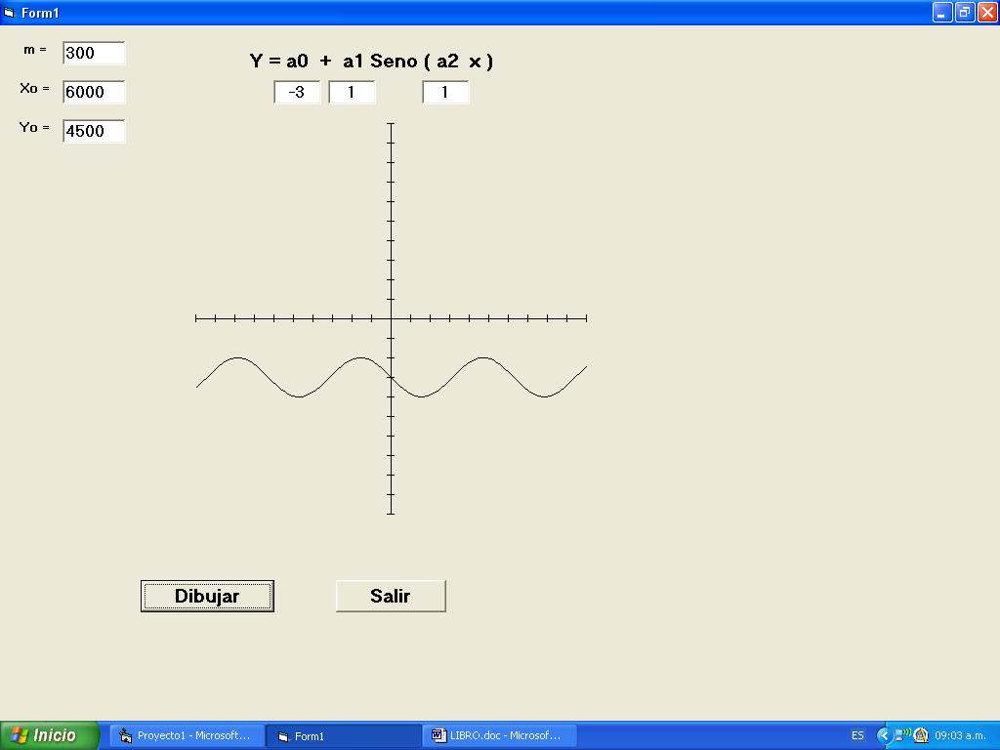 Form1
m = 300
Xo = 6000
Yo = 4500
Y = a0 + a1 Seno ( a2 x )
-3 1 1
Dibujar Salir
Inicio Proyecto1 - Microsoft... Form1 LIBRO.doc - Microsof... ES 09:03 a.m.